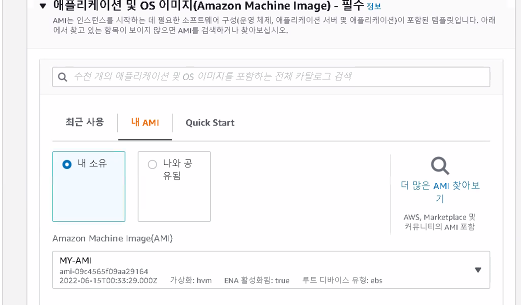 ▼ 애플리케이션 및 OS 이미지(Amazon Machine Image) - 필수 정보
AMI는 인스턴스를 시작하는 데 필요한 소프트웨어 구성(운영 체제, 애플리케이션 서버 및 애플리케이션)이 포함된 템플릿입니다. 아래
에서 찾고 있는 항목이 보이지 않으면 AMI를 검색하거나 찾아보십시오.
수천 개의 애플리케이션 및 OS 이미지를 포함하는 전체 카탈로그 검색
최근 사용 내 AMI Quick Start
내 소유
나와 공
유됨
더 많은 AMI 찾아보
기
AWS, Marketplace 및
커뮤니티의 AMI 포함
Amazon Machine Image(AMI)
MY-AMI
ami-09c4565f09aa29164
2022-06-15T00:33:29.000Z 가상화: hvm ENA 활성화됨: true 루트 디바이스 유형: ebs